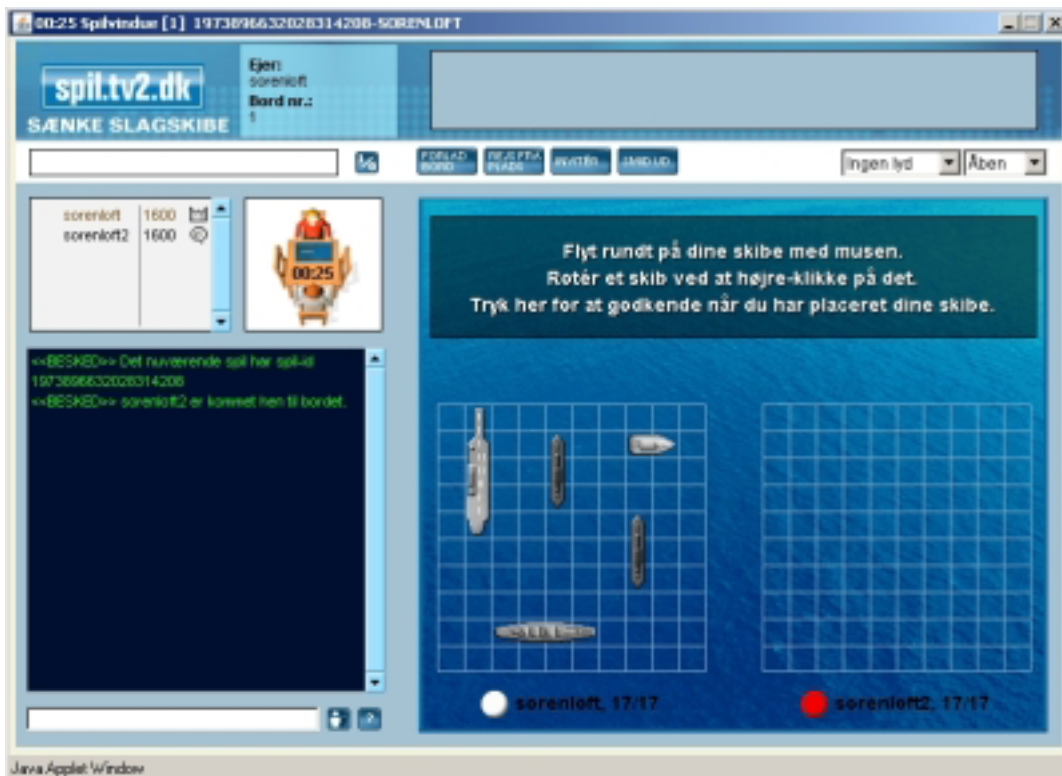 00:25 Spilvindue [1] 1973896632028314208-SORENLOFT
spil.tv2.dk
SÆNKE SLAGSKIBE
Ejer:
sorenloft
Bord nr.:
1
FORLAD BORD
REJS FRA PLADS
INVITÉR
SMID UD
Ingen lyd
Åben
sorenloft 1600
sorenloft2 1600
00:25
Flyt rundt på dine skibe med musen.
Rotér et skib ved at højre-klikke på det.
Tryk her for at godkende når du har placeret dine skibe.
<<BESKED>> Det nuværende spil har spil-id
1973896632028314208
<<BESKED>> sorenloft2 er kommet hen til bordet.
sorenloft, 17/17
sorenloft2, 17/17
?
Java Applet Window